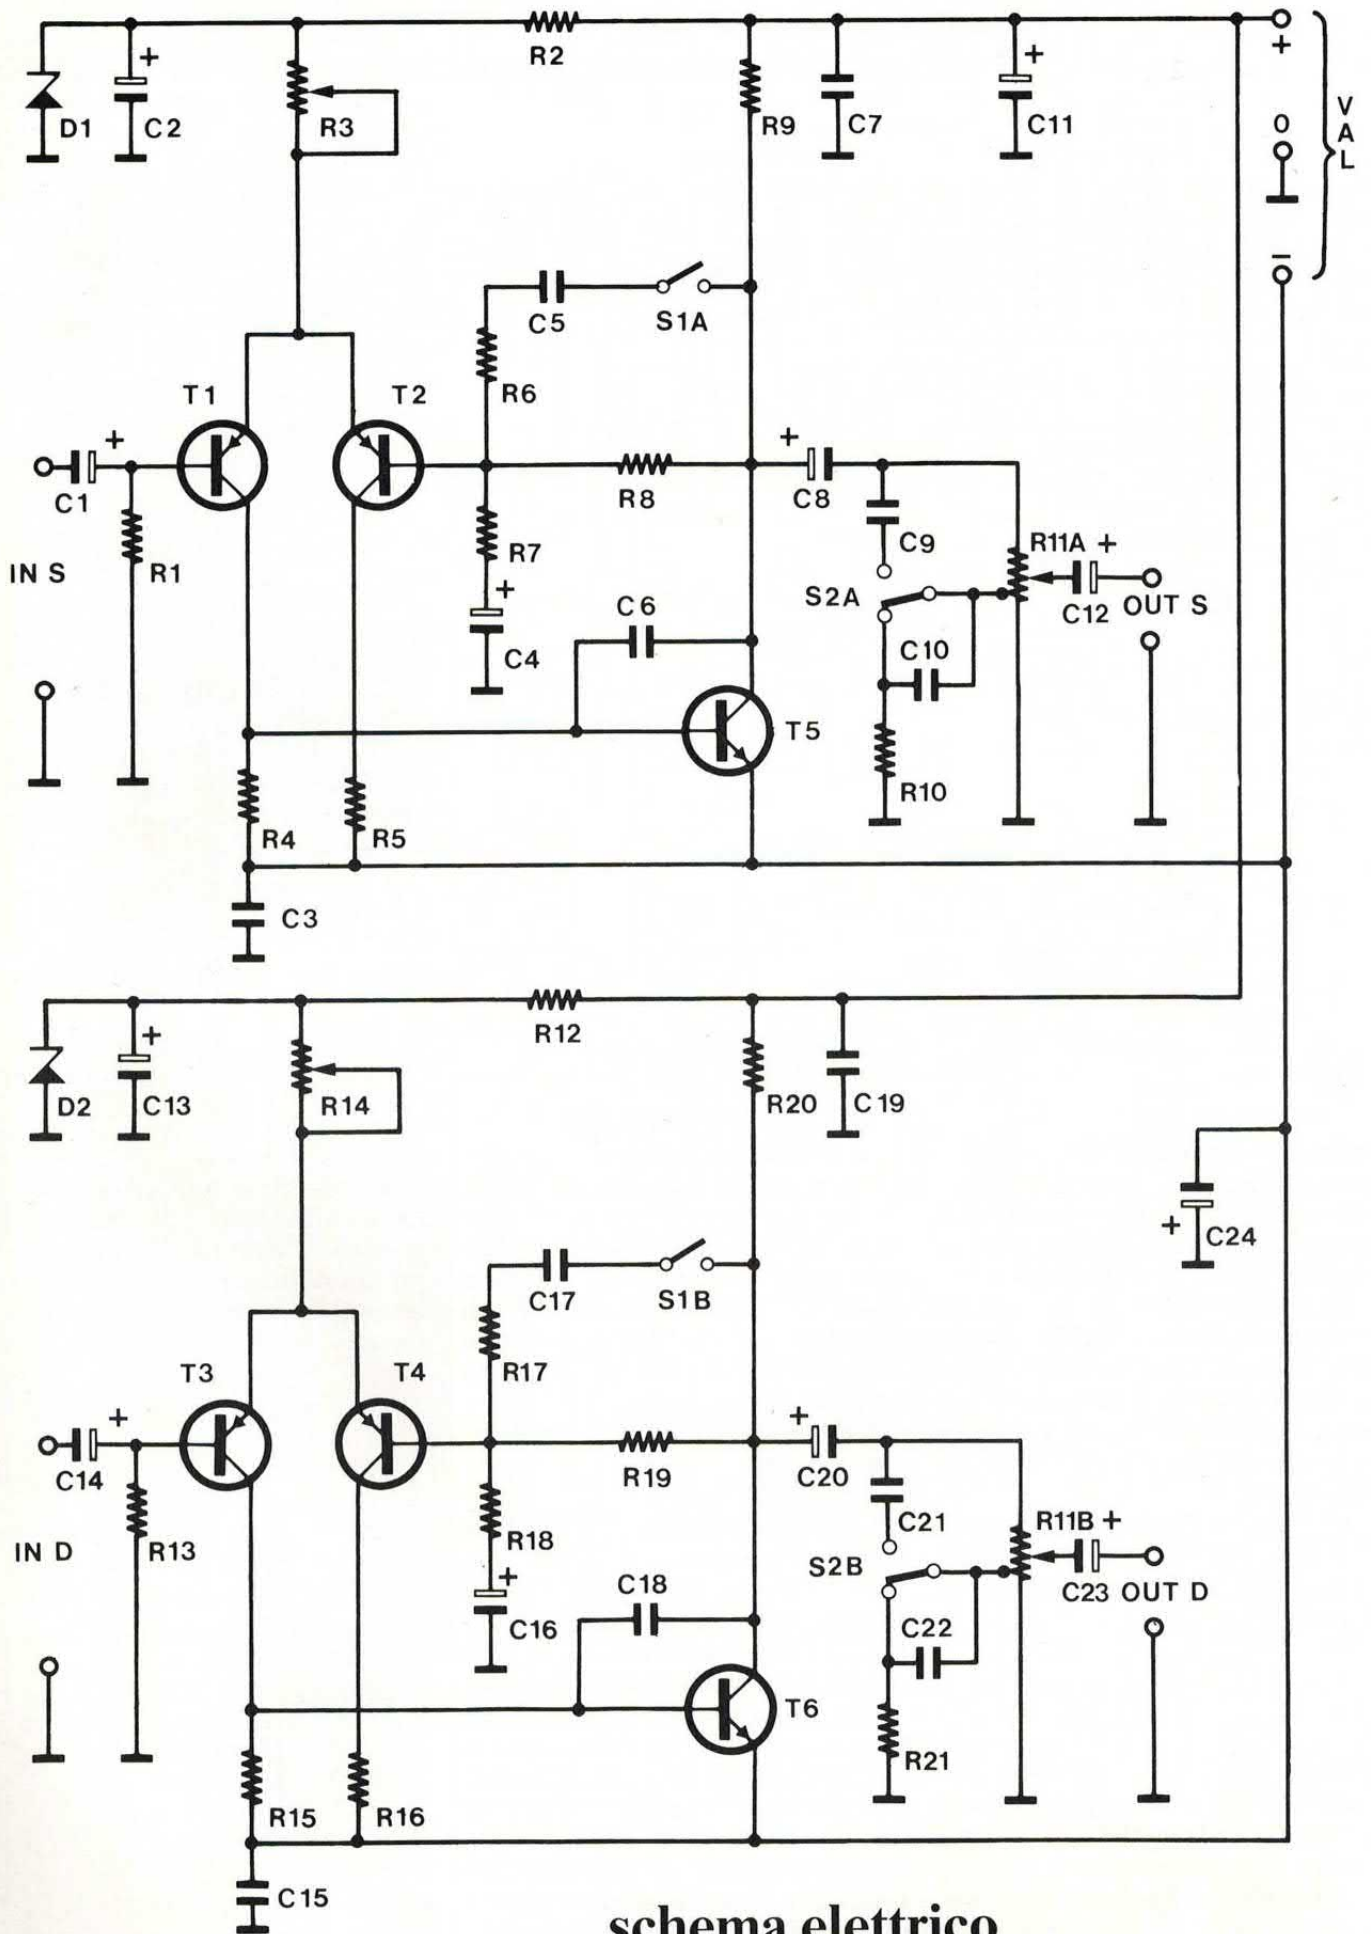 R2
+
D1
+
C2
R3
R9
C7
+
C11
0
−
V
A
L
C5
S1A
T1
T2
R6
+
C1
R8
+
C8
IN S
R1
R7
C9
R11A +
C12
OUT S
S2A
+
C4
C6
C10
T5
R10
R4
R5
C3
R12
+
D2
C13
R14
R20
C19
+
C24
C17
S1B
T3
T4
R17
+
C14
R19
+
C20
IN D
R13
R18
C21
R11B +
C23
OUT D
S2B
+
C16
C18
C22
T6
R21
R15
R16
C15
schema elettrico